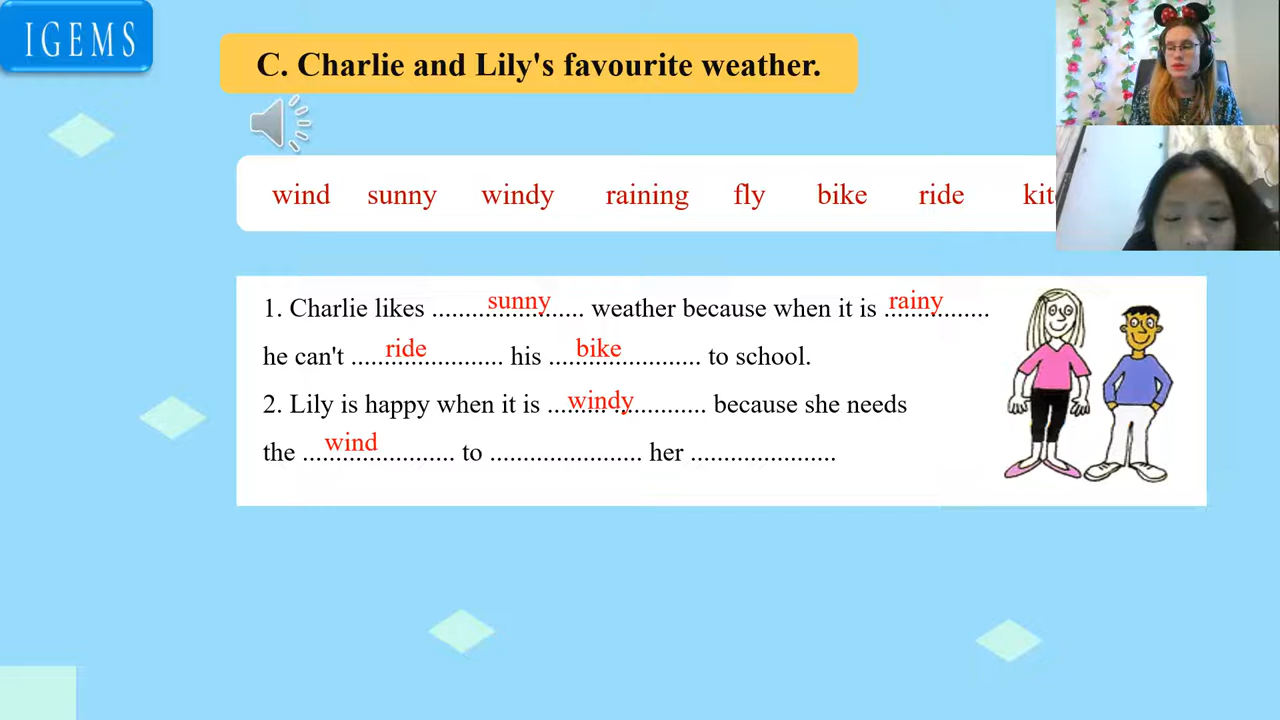 IGEMS
C. Charlie and Lily's favourite weather.
wind sunny windy raining fly bike ride
1. Charlie likes ....................... sunny weather because when it is ................ rainy
he can't ....................... ride his ....................... bike to school.
2. Lily is happy when it is ........................ windy because she needs
the ....................... wind to ....................... her ......................